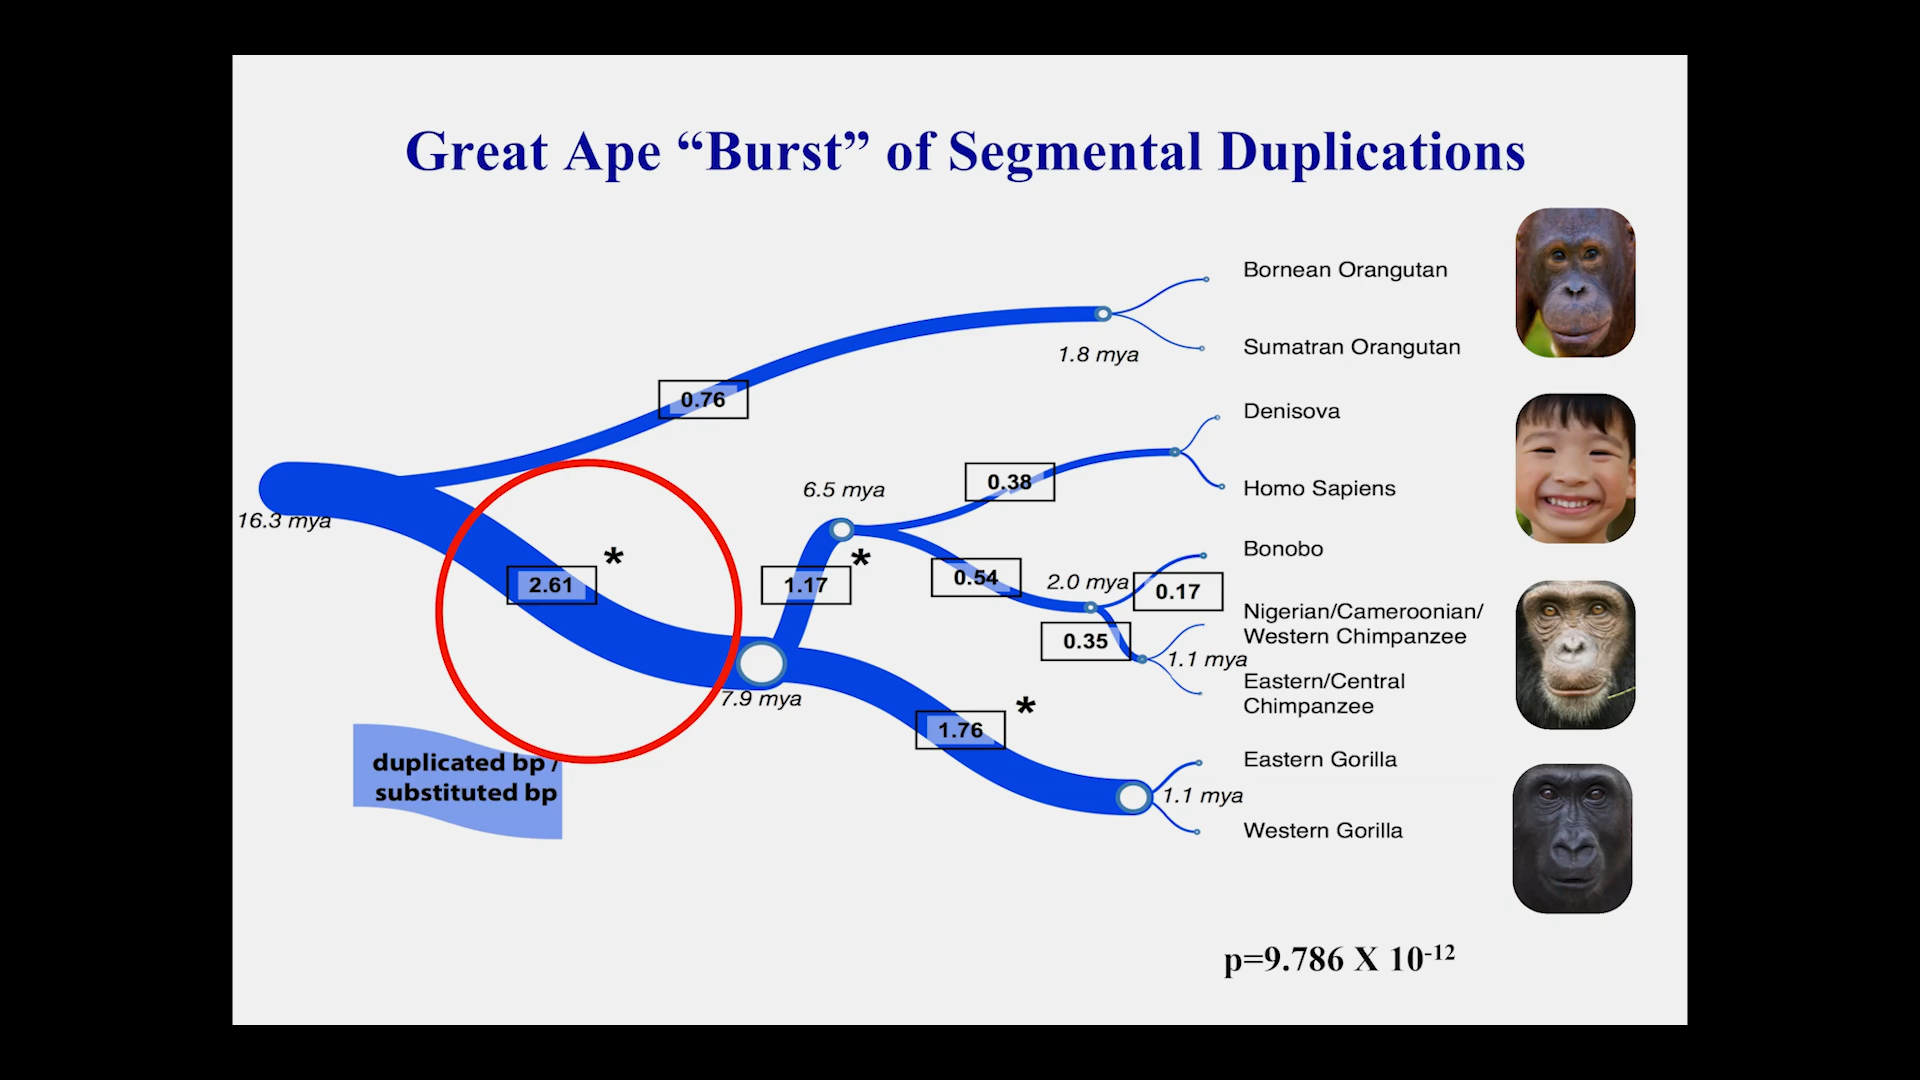 Great Ape “Burst” of Segmental Duplications
Bornean Orangutan
Sumatran Orangutan
1.8 mya
0.76
Denisova
Homo Sapiens
0.38
6.5 mya
16.3 mya
2.61
*
1.17
*
0.54
2.0 mya
Bonobo
0.17
Nigerian/Cameroonian/
Western Chimpanzee
0.35
1.1 mya
Eastern/Central
Chimpanzee
7.9 mya
*
1.76
Eastern Gorilla
1.1 mya
Western Gorilla
duplicated bp /
substituted bp
p=9.786 X 10⁻¹²